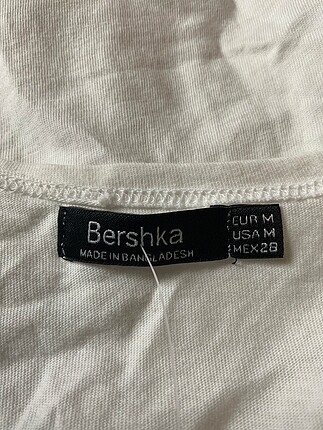 Bershka
MADE IN BANGLADESH
EUR M
USA M
MEX 28